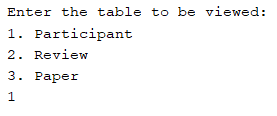 Enter the table to be viewed:
1. Participant
2. Review
3. Paper
1